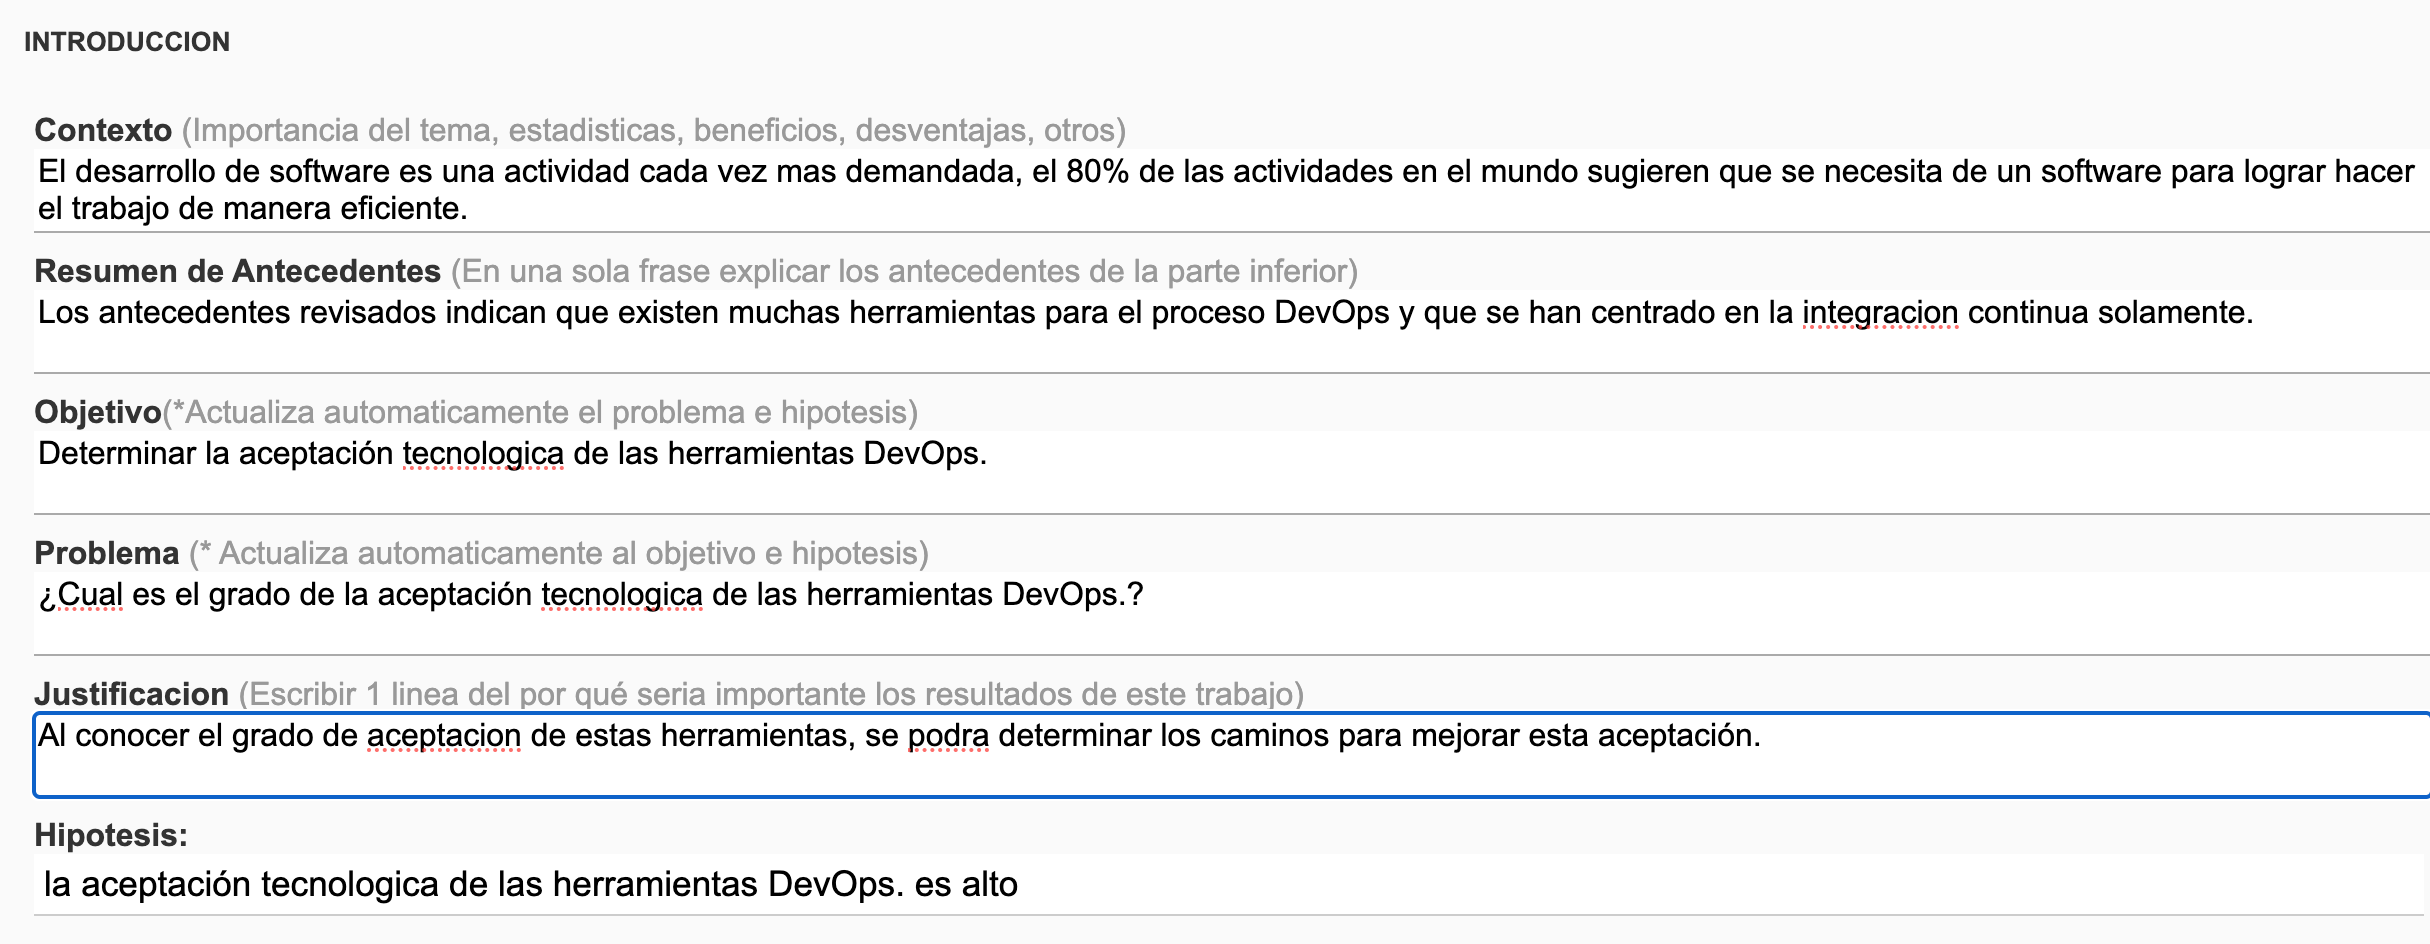 INTRODUCCION
Contexto (Importancia del tema, estadisticas, beneficios, desventajas, otros)
El desarrollo de software es una actividad cada vez mas demandada, el 80% de las actividades en el mundo sugieren que se necesita de un software para lograr hacer
el trabajo de manera eficiente.
Resumen de Antecedentes (En una sola frase explicar los antecedentes de la parte inferior)
Los antecedentes revisados indican que existen muchas herramientas para el proceso DevOps y que se han centrado en la integracion continua solamente.
Objetivo(*Actualiza automaticamente el problema e hipotesis)
Determinar la aceptación tecnologica de las herramientas DevOps.
Problema (* Actualiza automaticamente al objetivo e hipotesis)
¿Cual es el grado de la aceptación tecnologica de las herramientas DevOps.?
Justificacion (Escribir 1 linea del por qué seria importante los resultados de este trabajo)
Al conocer el grado de aceptacion de estas herramientas, se podra determinar los caminos para mejorar esta aceptación.
Hipotesis:
la aceptación tecnologica de las herramientas DevOps. es alto